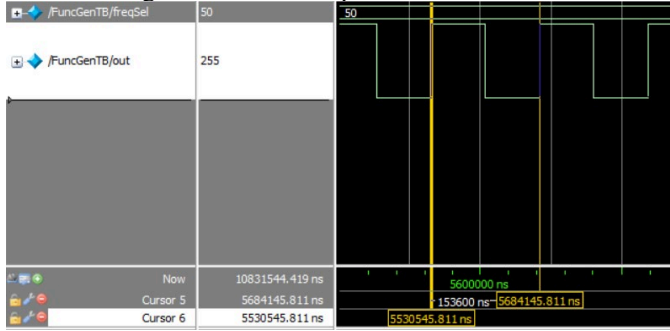 /FuncGenTB/freqSel 50 50
/FuncGenTB/out 255
Now 10831544.419 ns 5600000 ns
Cursor 5 5684145.811 ns 153600 ns 5684145.811 ns
Cursor 6 5530545.811 ns 5530545.811 ns